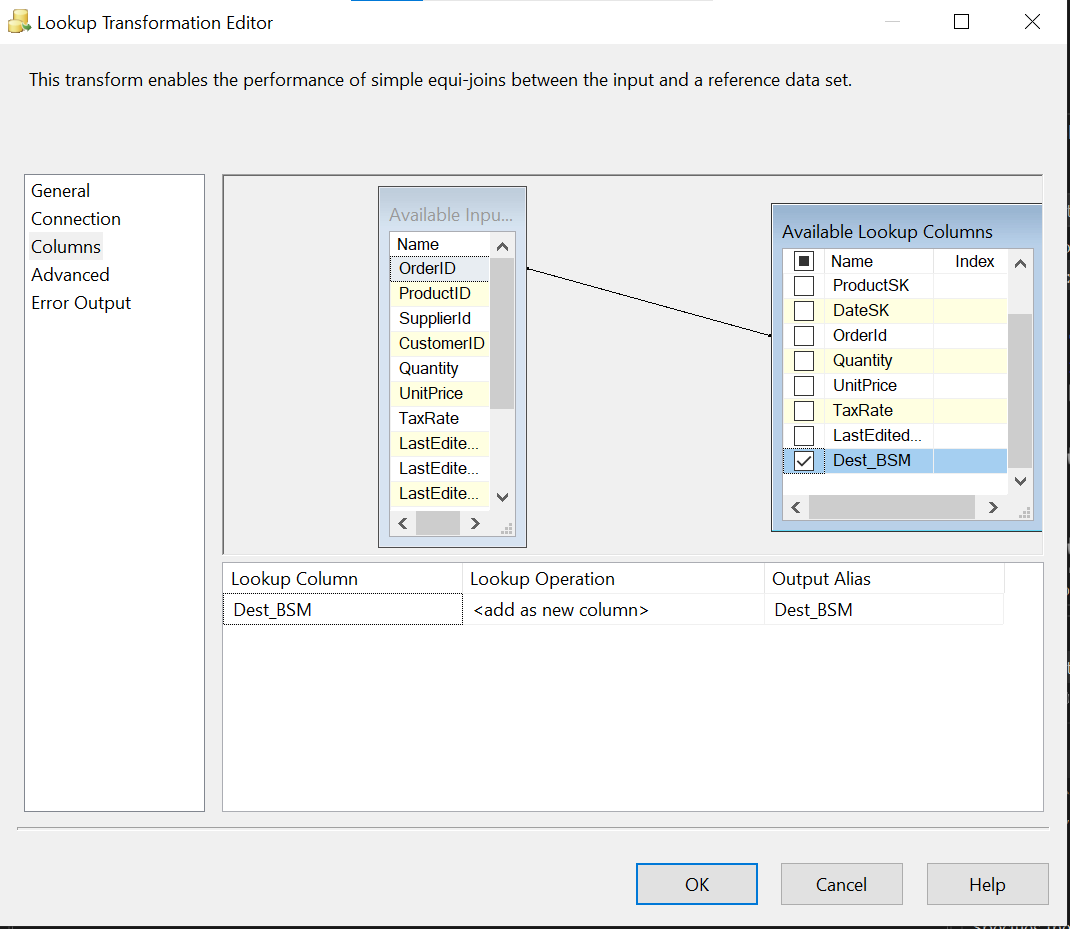 Lookup Transformation Editor
This transform enables the performance of simple equi-joins between the input and a reference data set.
General
Connection
Columns
Advanced
Error Output
Available Inpu...
Name
OrderID
ProductID
SupplierId
CustomerID
Quantity
UnitPrice
TaxRate
LastEdite...
LastEdite...
LastEdite...
Available Lookup Columns
Name Index
ProductSK
DateSK
OrderId
Quantity
UnitPrice
TaxRate
LastEdited...
Dest_BSM
Lookup Column Lookup Operation Output Alias
Dest_BSM <add as new column> Dest_BSM
OK Cancel Help